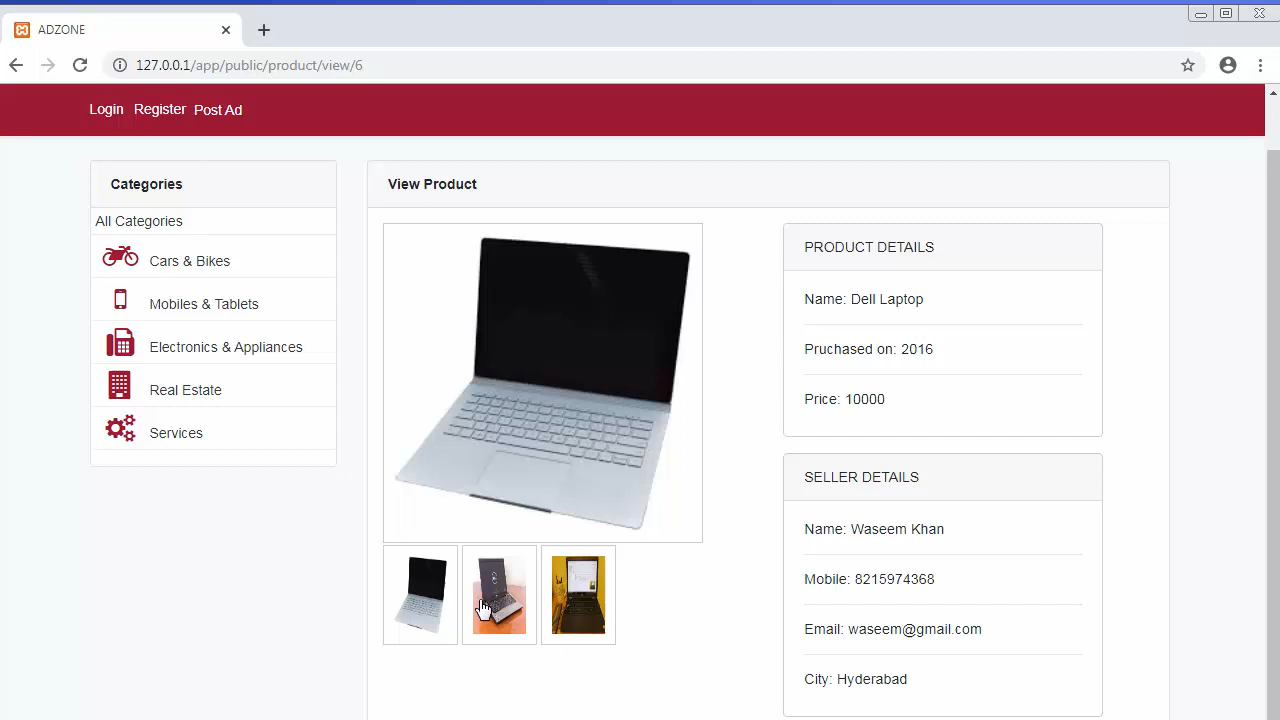 ADZONE
127.0.0.1/app/public/product/view/6
Login Register Post Ad
Categories
All Categories
Cars & Bikes
Mobiles & Tablets
Electronics & Appliances
Real Estate
Services
View Product
PRODUCT DETAILS
Name: Dell Laptop
Pruchased on: 2016
Price: 10000
SELLER DETAILS
Name: Waseem Khan
Mobile: 8215974368
Email: waseem@gmail.com
City: Hyderabad